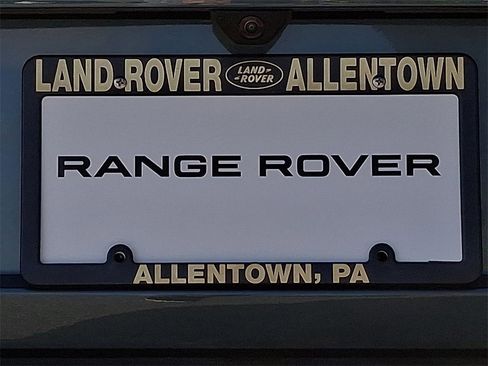 LAND ROVER LAND-
-ROVER ALLENTOWN
RANGE ROVER
ALLENTOWN, PA